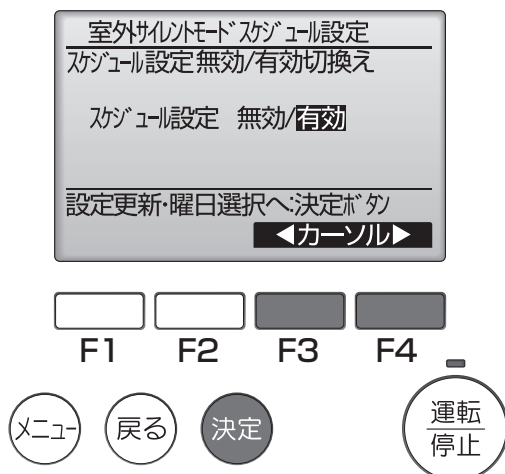 室外サイレントモードスケジュール設定
スケジュール設定無効/有効切換え
スケジュール設定 無効/有効
設定更新・曜日選択へ:決定ボタン
◀カーソル▶
F1 F2 F3 F4
メニュー 戻る 決定 運転
停止